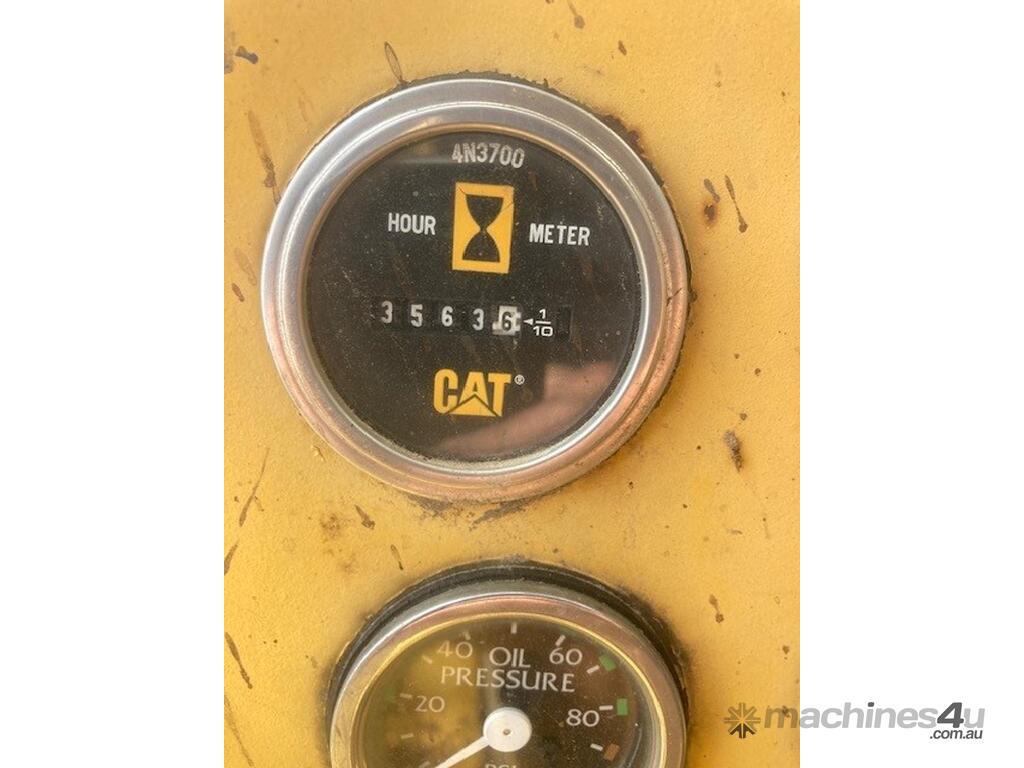 4N3700
HOUR METER
3 5 6 3 6 1/10
CAT®
40 OIL 60
PRESSURE
20 80
machines4u
.com.au